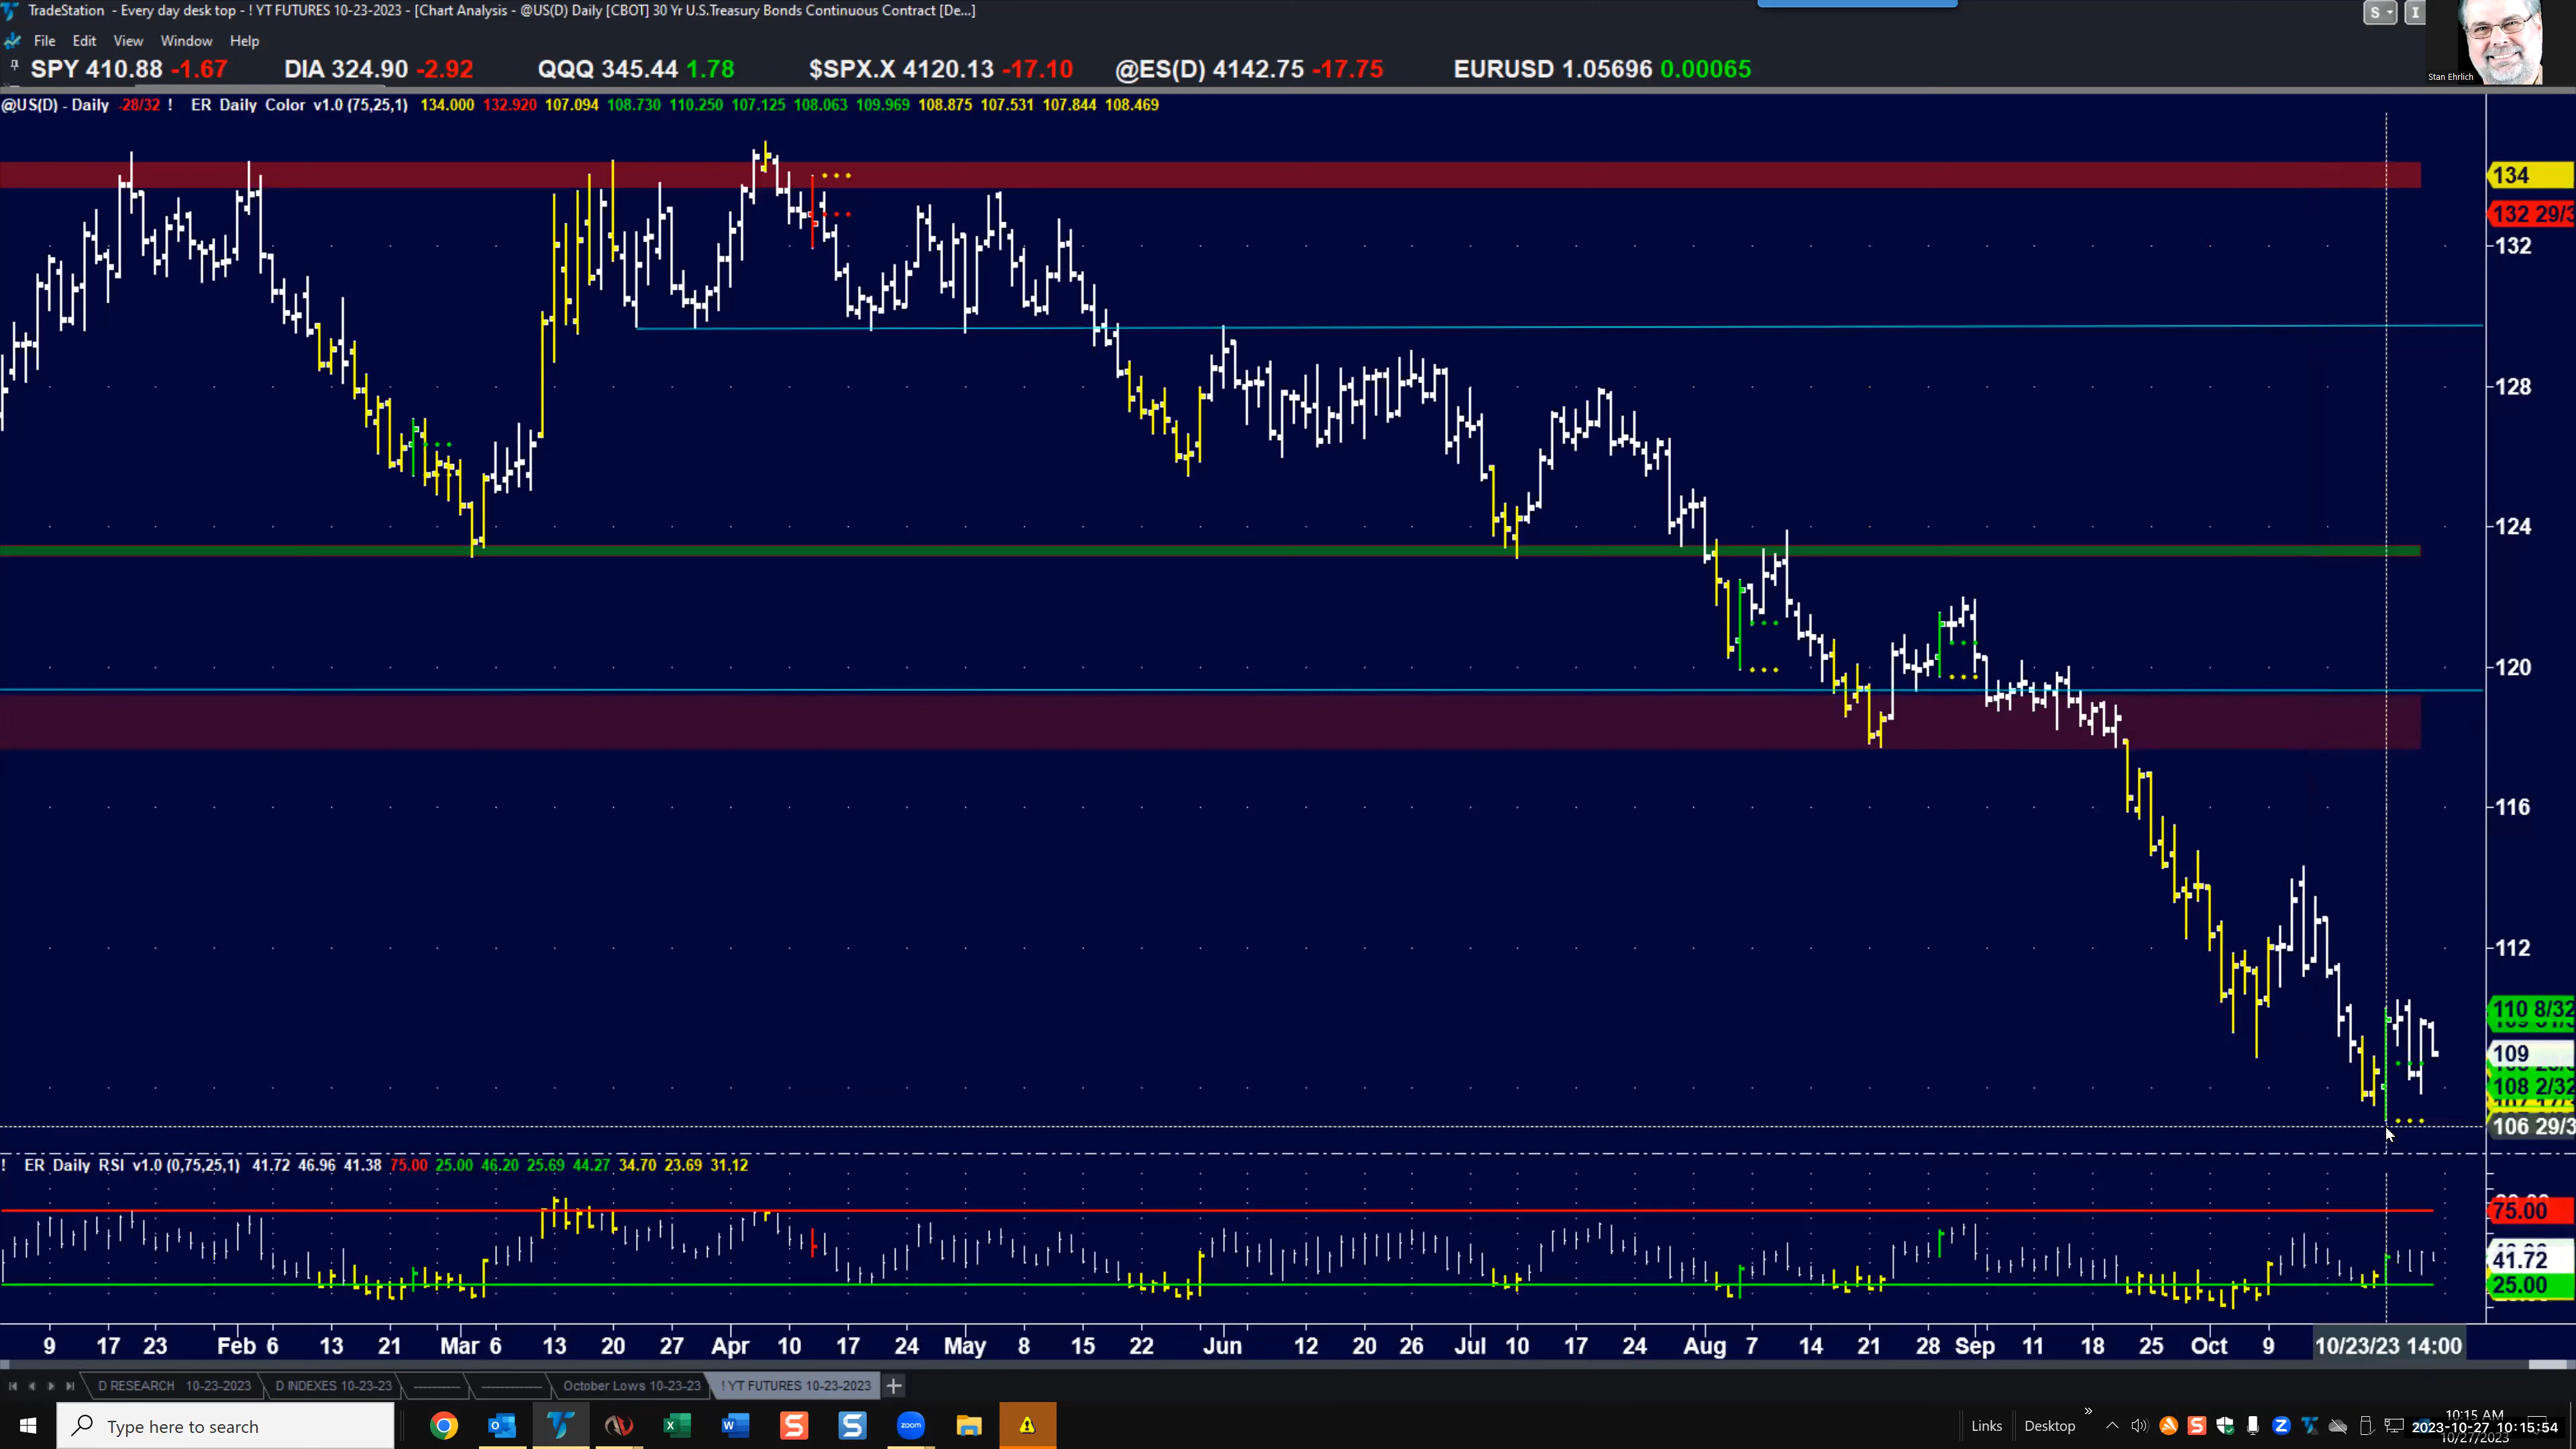 TradeStation - Every day desk top - ! YT FUTURES 10-23-2023 - [Chart Analysis - @US(D) Daily [CBOT] 30 Yr U.S.Treasury Bonds Continuous Contract [De...]
S I
File Edit View Window Help
Stan Ehrlich
SPY 410.88 -1.67 DIA 324.90 -2.92 QQQ 345.44 1.78 $SPX.X 4120.13 -17.10 @ES(D) 4142.75 -17.75 EURUSD 1.05696 0.00065
@US(D) - Daily -28/32 ! ER Daily Color v1.0 (75,25,1) 134.000 132.920 107.094 108.730 110.250 107.125 108.063 109.969 108.875 107.531 107.844 108.469
134
132 29/3
132
128
124
120
116
112
110 8/32
109
108 2/32
106 29/3
! ER Daily RSI v1.0 (0,75,25,1) 41.72 46.96 41.38 75.00 25.00 46.20 25.69 44.27 34.70 23.69 31.12
75.00
41.72
25.00
9 17 23 Feb 6 13 21 Mar 6 13 20 27 Apr 10 17 24 May 8 15 22 Jun 12 20 26 Jul 10 17 24 Aug 7 14 21 28 Sep 11 18 25 Oct 9 10/23/23 14:00
D RESEARCH 10-23-2023 D INDEXES 10-23-23 October Lows 10-23-23 ! YT FUTURES 10-23-2023
Type here to search
zoom
Links Desktop
10:15 AM
2023-10-27 10:15:54
10/27/2023